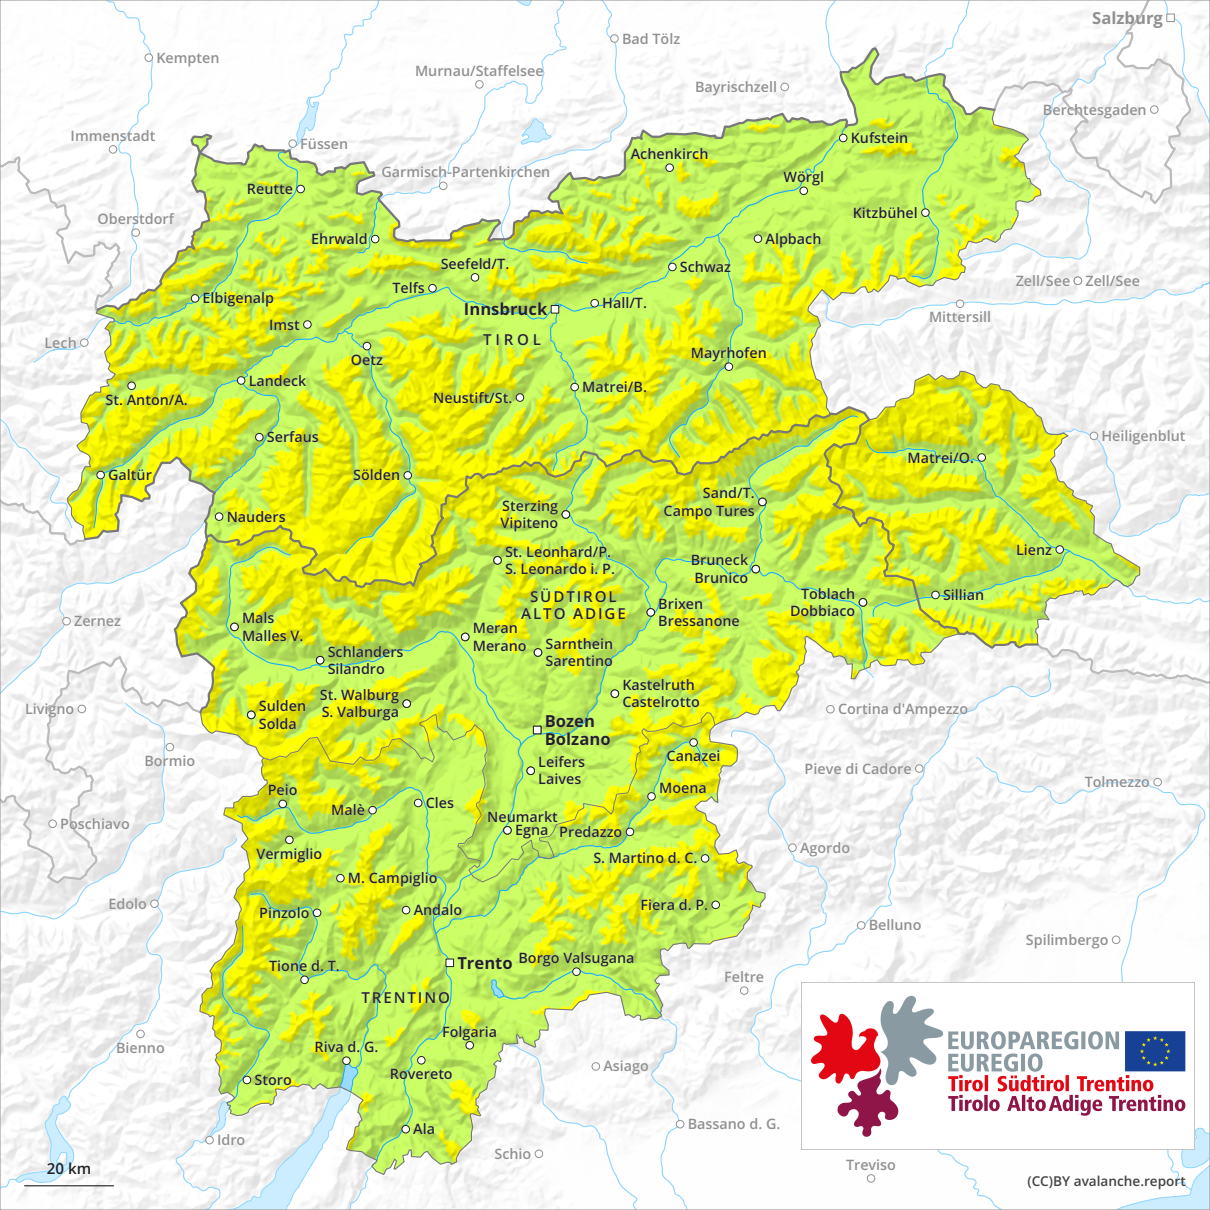 Salzburg
Bad Tölz
Kempten
Murnau/Staffelsee
Bayrischzell
Berchtesgaden
Immenstadt
Füssen
Kufstein
Achenkirch
Garmisch-Partenkirchen
Wörgl
Reutte
Oberstdorf
Kitzbühel
Ehrwald
Alpbach
Seefeld/T.
Schwaz
Zell/See
Zell/See
Telfs
Elbigenalp
Innsbruck
Hall/T.
Mittersill
Imst
TIROL
Lech
Oetz
Mayrhofen
Landeck
Matrei/B.
St. Anton/A.
Neustift/St.
Serfaus
Heiligenblut
Matrei/O.
Galtür
Sölden
Sand/T.
Campo Tures
Sterzing
Vipiteno
Nauders
St. Leonhard/P.
S. Leonardo i. P.
Lienz
Bruneck
Brunico
SÜDTIROL
ALTO ADIGE
Toblach
Dobbiaco
Sillian
Brixen
Bressanone
Zernez
Mals
Malles V.
Meran
Merano
Sarnthein
Sarentino
Schlanders
Silandro
St. Walburg
S. Valburga
Kastelruth
Castelrotto
Livigno
Sulden
Solda
Cortina d'Ampezzo
Bozen
Bolzano
Bormio
Canazei
Leifers
Laives
Pieve di Cadore
Tolmezzo
Peio
Moena
Malè
Cles
Poschiavo
Neumarkt
Egna
Predazzo
Vermiglio
Agordo
S. Martino d. C.
M. Campiglio
Edolo
Pinzolo
Andalo
Fiera d. P.
Belluno
Spilimbergo
Trento
Borgo Valsugana
Tione d. T.
Feltre
TRENTINO
Folgaria
Bienno
Riva d. G.
EUROPAREGION
EUREGIO
Tirol Südtirol Trentino
Tirolo Alto Adige Trentino
Asiago
Rovereto
Storo
Ala
Bassano d. G.
Idro
Schio
Treviso
20 km
(CC)BY avalanche.report